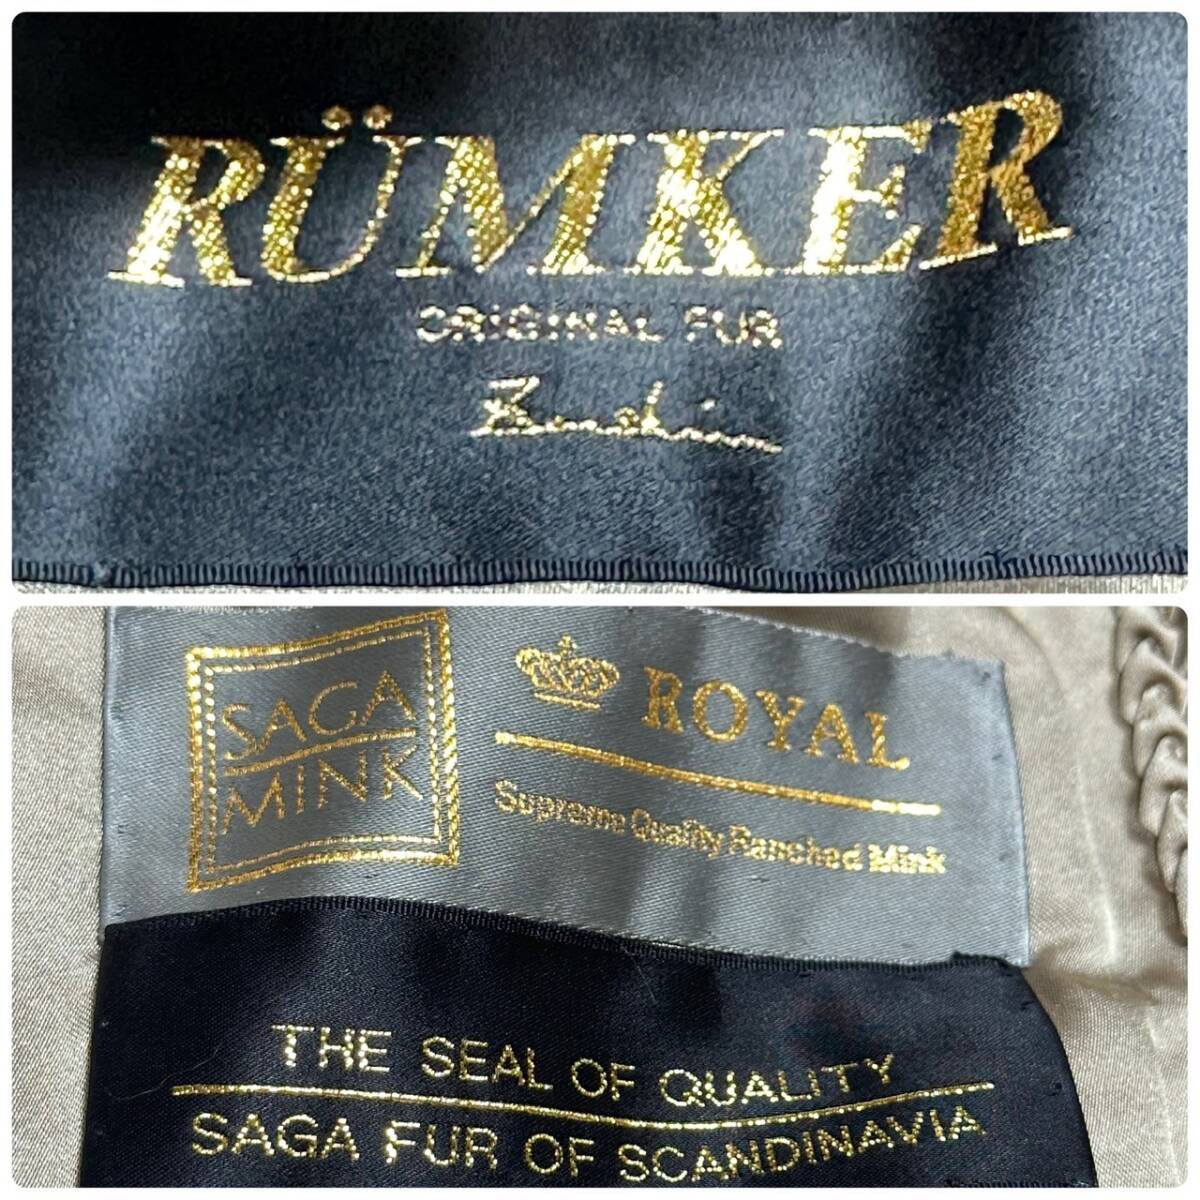 RÜMKER
ORIGINAL FUR
SAGA
MINK
ROYAL
Supreme Quality Ranched Mink
THE SEAL OF QUALITY
SAGA FUR OF SCANDINAVIA